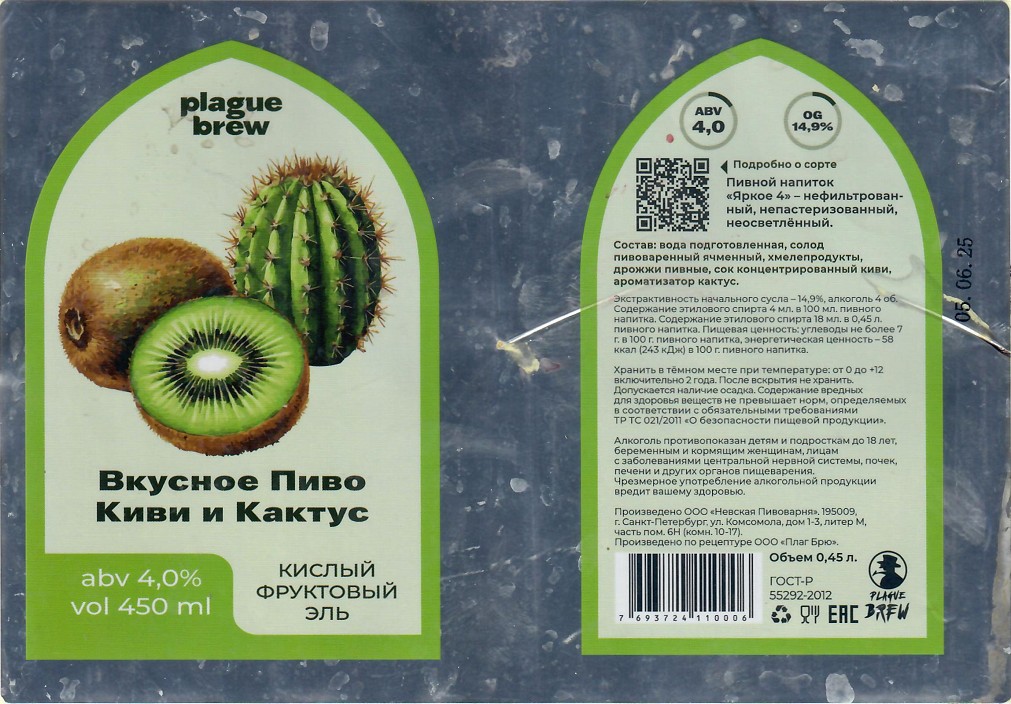 plague
brew
Вкусное Пиво
Киви и Кактус
abv 4,0%
vol 450 ml
КИСЛЫЙ
ФРУКТОВЫЙ
ЭЛЬ
ABV
4,0
OG
14,9%
Подробно о сорте
Пивной напиток
«Яркое 4» – нефильтрован-
ный, непастеризованный,
неосветлённый.
Состав: вода подготовленная, солод
пивоваренный ячменный, хмелепродукты,
дрожжи пивные, сок концентрированный киви,
ароматизатор кактус.
Экстрактивность начального сусла – 14,9%, алкоголь 4 об.
Содержание этилового спирта 4 мл. в 100 мл. пивного
напитка. Содержание этилового спирта 18 мл. в 0,45 л.
пивного напитка. Пищевая ценность: углеводы не более 7
г. в 100 г. пивного напитка, энергетическая ценность – 58
ккал (243 кДж) в 100 г. пивного напитка.
Хранить в тёмном месте при температуре: от 0 до +12
включительно 2 года. После вскрытия не хранить.
Допускается наличие осадка. Содержание вредных
для здоровья веществ не превышает норм, определяемых
в соответствии с обязательными требованиями
ТР ТС 021/2011 «О безопасности пищевой продукции».
Алкоголь противопоказан детям и подросткам до 18 лет,
беременным и кормящим женщинам, лицам
с заболеваниями центральной нервной системы, почек,
печени и других органов пищеварения.
Чрезмерное употребление алкогольной продукции
вредит вашему здоровью.
Произведено ООО «Невская Пивоварня». 195009,
г. Санкт-Петербург, ул. Комсомола, дом 1-3, литер М,
часть пом. 6Н (комн. 10-17).
Произведено по рецептуре ООО «Плаг Брю».
Объем 0,45 л.
ГОСТ-Р
55292-2012
EAC
PLAGUE
BREW
7 693724 110006
05. 06. 25